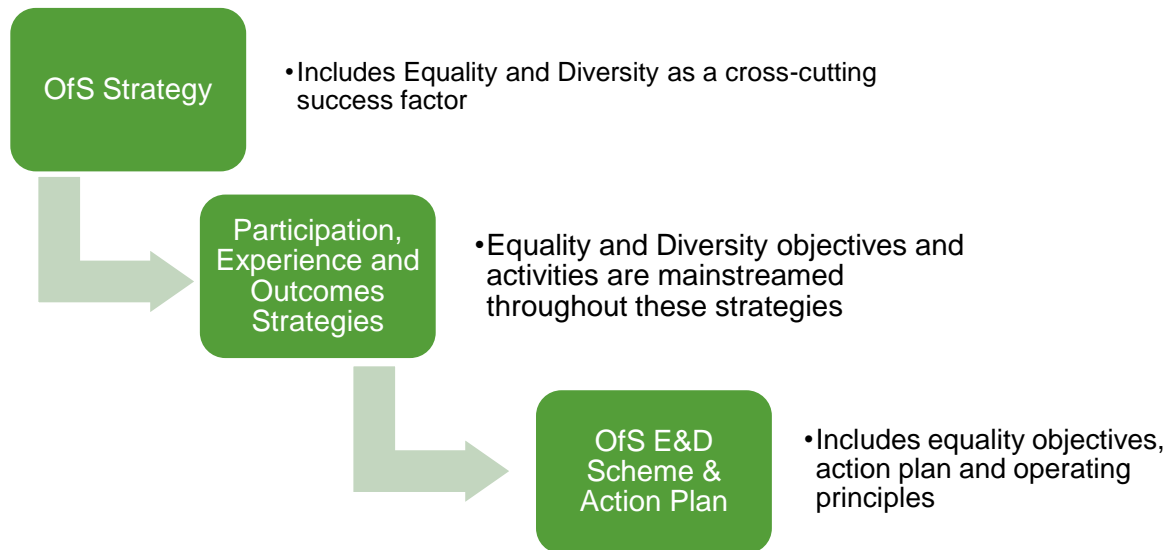 OfS Strategy
•Includes Equality and Diversity as a cross-cutting
success factor
Participation,
Experience and
Outcomes
Strategies
•Equality and Diversity objectives and
activities are mainstreamed
throughout these strategies
OfS E&D
Scheme &
Action Plan
•Includes equality objectives,
action plan and operating
principles